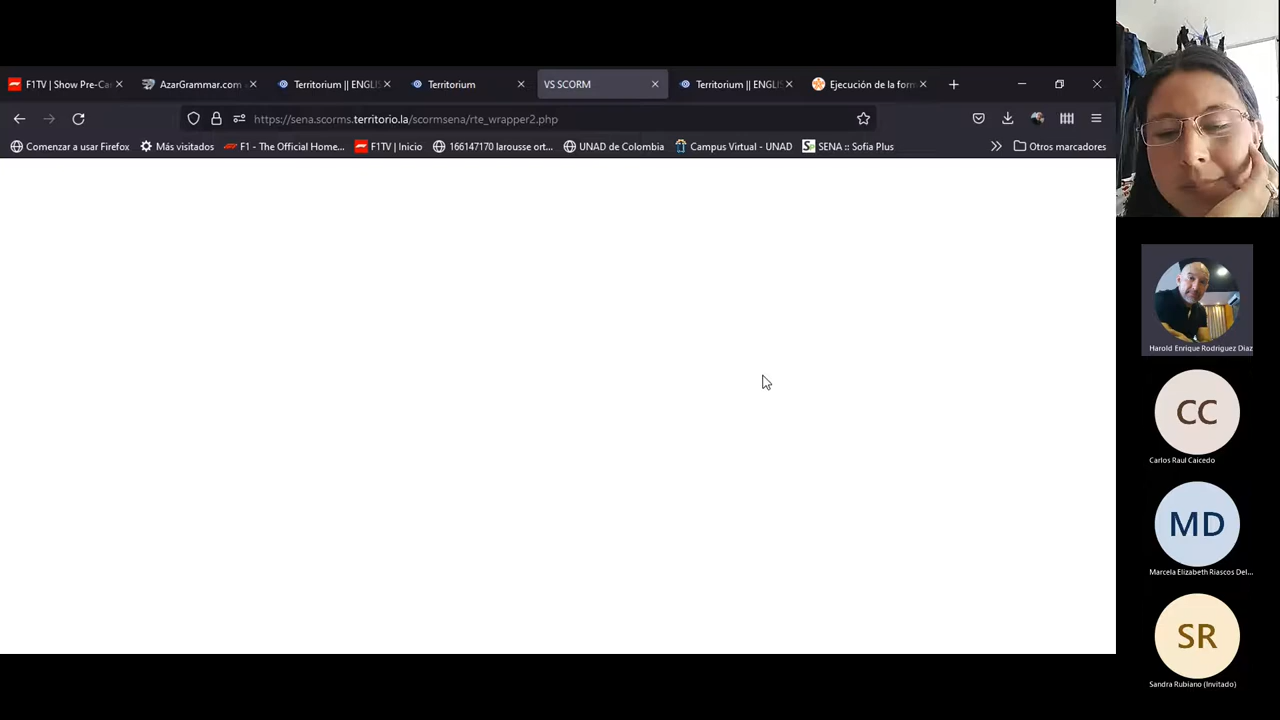 F1TV | Show Pre-Ca
AzarGrammar.com
Territorium || ENGLIS
Territorium
VS SCORM
Territorium || ENGLIS
Ejecución de la form
https://sena.scorms.territorio.la/scormsena/rte_wrapper2.php
Comenzar a usar Firefox
Más visitados
F1 - The Official Home...
F1TV | Inicio
166147170 larousse ort...
UNAD de Colombia
Campus Virtual - UNAD
SENA :: Sofia Plus
Otros marcadores
Harold Enrique Rodriguez Diaz
CC
Carlos Raul Caicedo
MD
Marcela Elizabeth Riascos Del...
SR
Sandra Rubiano (Invitado)